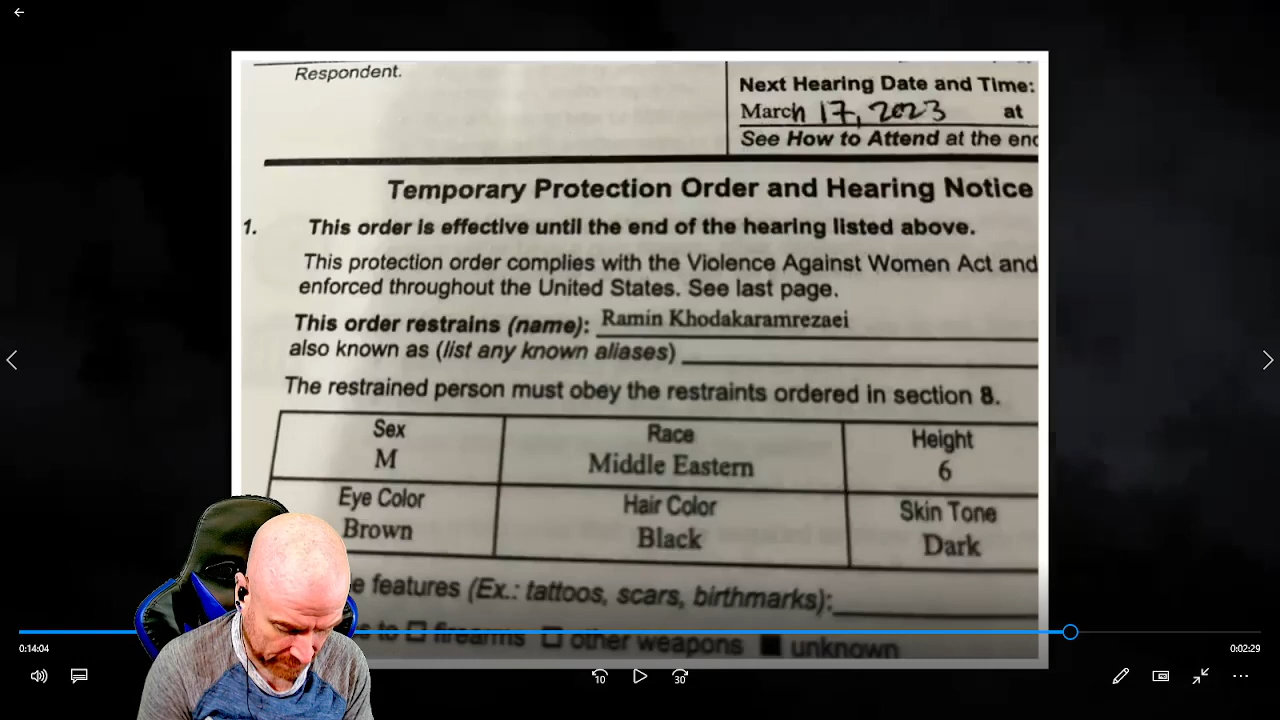 Respondent.
Next Hearing Date and Time:
March 17, 2023 at
See How to Attend at the end
Temporary Protection Order and Hearing Notice
1. This order is effective until the end of the hearing listed above.
This protection order complies with the Violence Against Women Act and
enforced throughout the United States. See last page.
This order restrains (name): Ramin Khodakaramrezaei
also known as (list any known aliases)
The restrained person must obey the restraints ordered in section 8.
Sex Race Height
M Middle Eastern 6
Eye Color Hair Color Skin Tone
Brown Black Dark
features (Ex.: tattoos, scars, birthmarks):
to firearms other weapons unknown
0:14:04 0:02:29
10 30